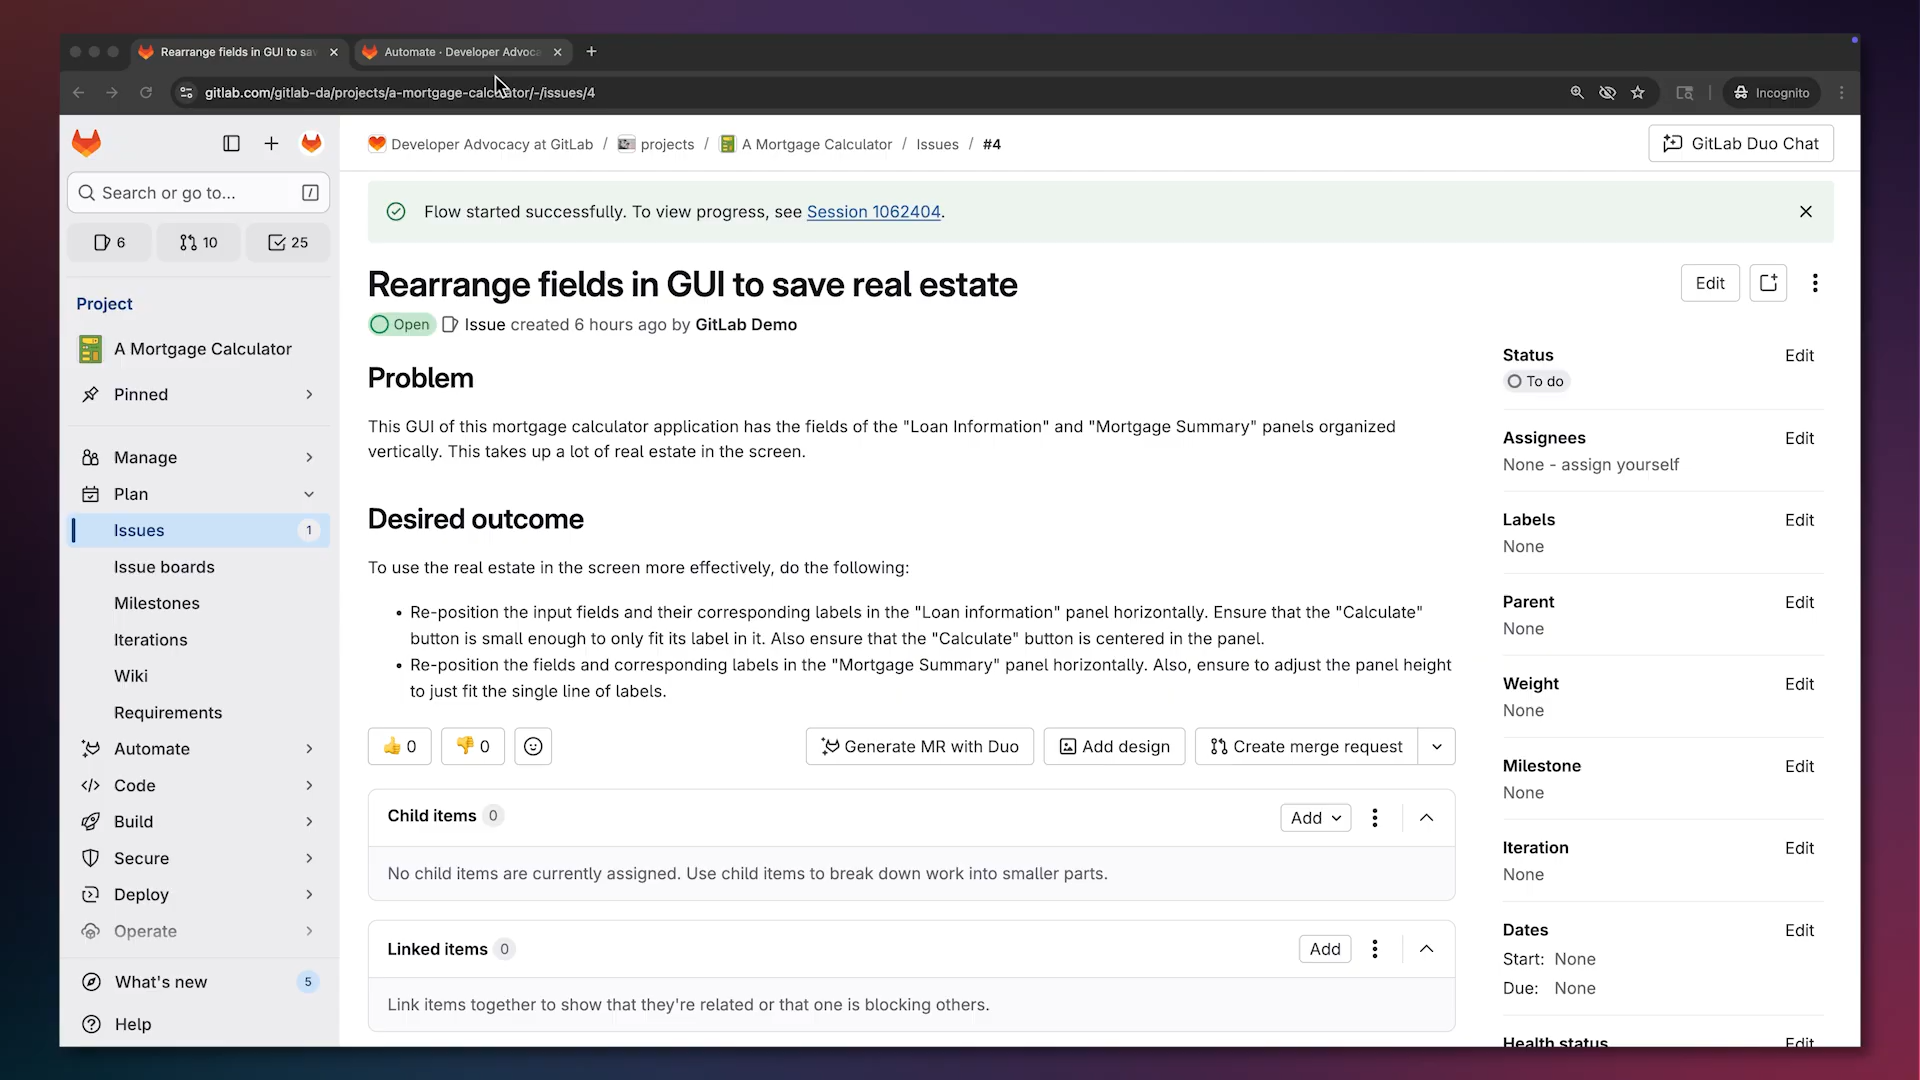 Rearrange fields in GUI to sa
Automate · Developer Advoca
gitlab.com/gitlab-da/projects/a-mortgage-calculator/-/issues/4
Incognito
Developer Advocacy at GitLab / projects / A Mortgage Calculator / Issues / #4
GitLab Duo Chat
Search or go to... /
6
10
25
Project
A Mortgage Calculator
Pinned
Manage
Plan
Issues 1
Issue boards
Milestones
Iterations
Wiki
Requirements
Automate
Code
Build
Secure
Deploy
Operate
What's new 5
Help
Flow started successfully. To view progress, see Session 1062404.
Rearrange fields in GUI to save real estate
Edit
Open Issue created 6 hours ago by GitLab Demo
Problem
This GUI of this mortgage calculator application has the fields of the "Loan Information" and "Mortgage Summary" panels organized
vertically. This takes up a lot of real estate in the screen.
Desired outcome
To use the real estate in the screen more effectively, do the following:
• Re-position the input fields and their corresponding labels in the "Loan information" panel horizontally. Ensure that the "Calculate"
button is small enough to only fit its label in it. Also ensure that the "Calculate" button is centered in the panel.
• Re-position the fields and corresponding labels in the "Mortgage Summary" panel horizontally. Also, ensure to adjust the panel height
to just fit the single line of labels.
👍 0 👎 0
Generate MR with Duo
Add design
Create merge request
Child items 0
Add
No child items are currently assigned. Use child items to break down work into smaller parts.
Linked items 0
Add
Link items together to show that they're related or that one is blocking others.
Status Edit
To do
Assignees Edit
None - assign yourself
Labels Edit
None
Parent Edit
None
Weight Edit
None
Milestone Edit
None
Iteration Edit
None
Dates Edit
Start: None
Due: None
Health status Edit